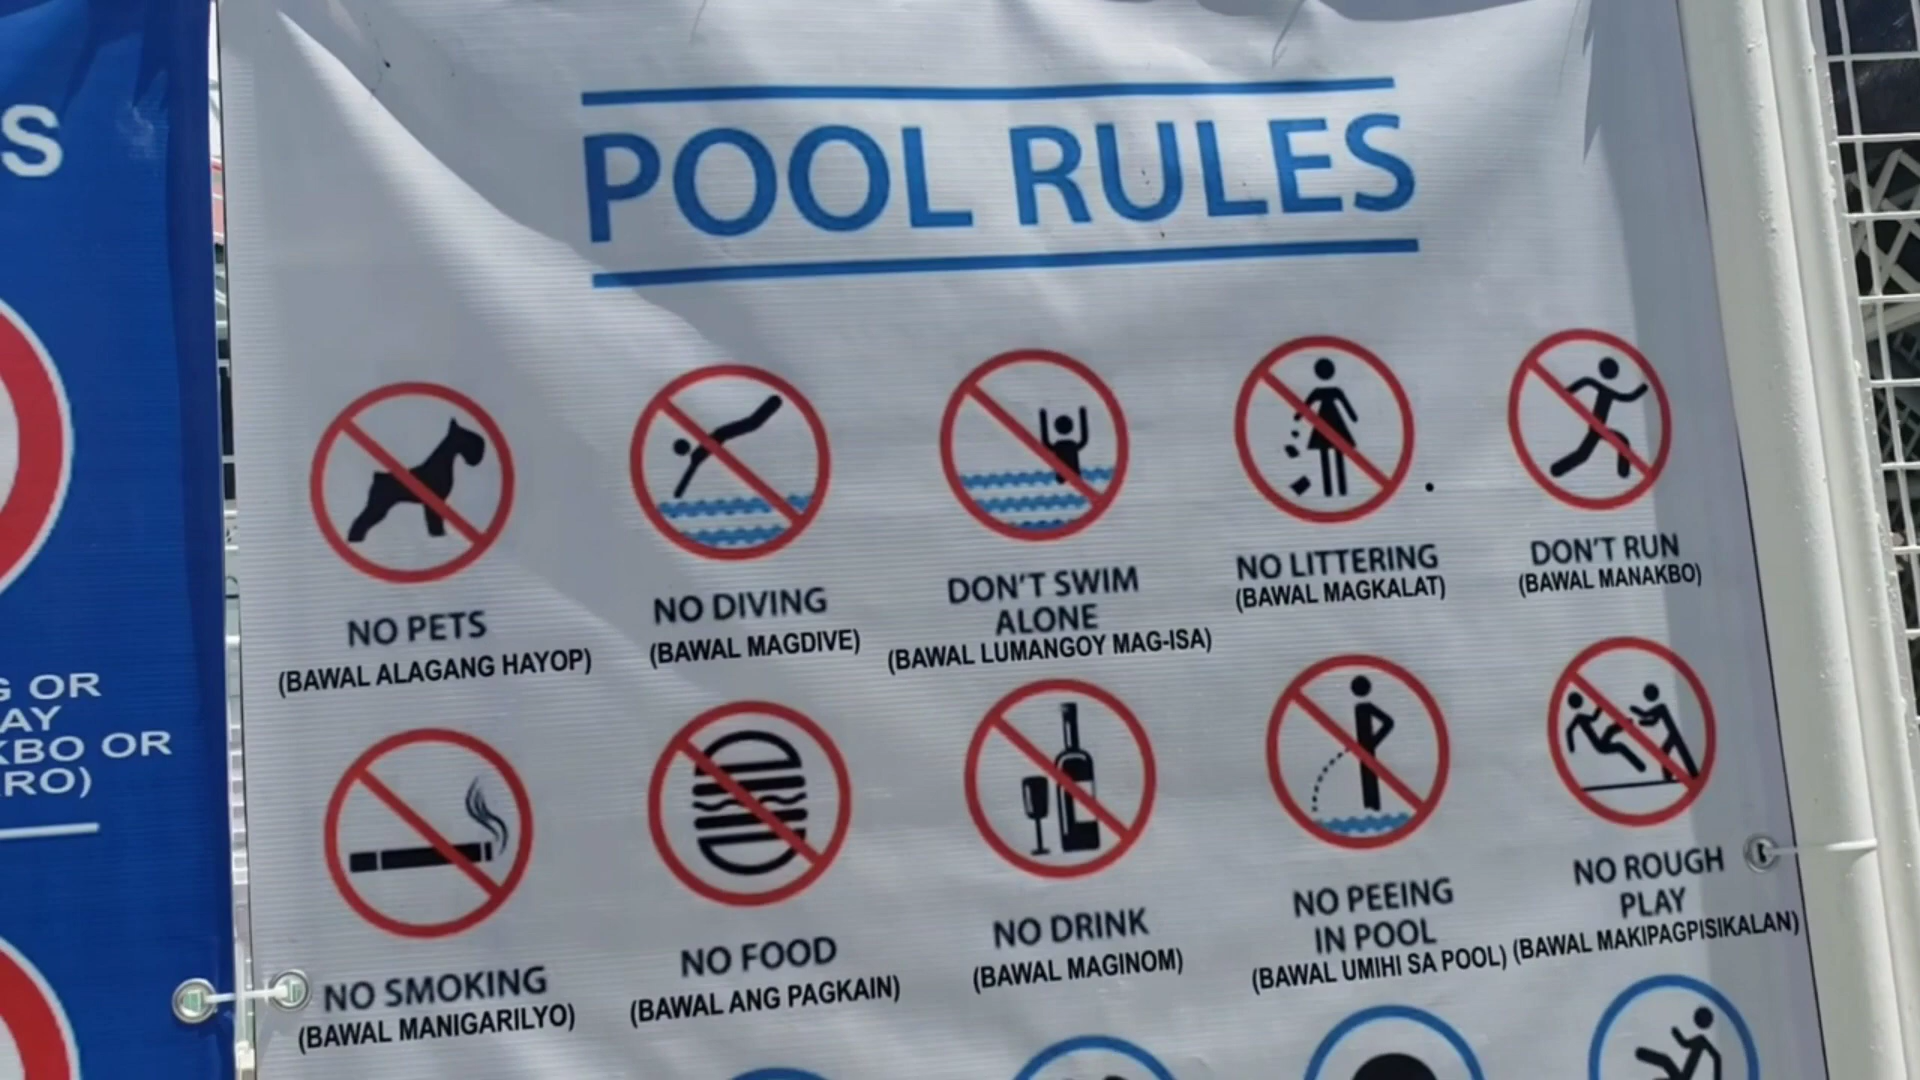 S
G OR
AY
KBO OR
RO)
POOL RULES
NO PETS
(BAWAL ALAGANG HAYOP)
NO DIVING
(BAWAL MAGDIVE)
DON'T SWIM
ALONE
(BAWAL LUMANGOY MAG-ISA)
NO LITTERING
(BAWAL MAGKALAT)
DON'T RUN
(BAWAL MANAKBO)
NO SMOKING
(BAWAL MANIGARILYO)
NO FOOD
(BAWAL ANG PAGKAIN)
NO DRINK
(BAWAL MAGINOM)
NO PEEING
IN POOL
(BAWAL UMIHI SA POOL)
NO ROUGH
PLAY
(BAWAL MAKIPAGPISIKALAN)